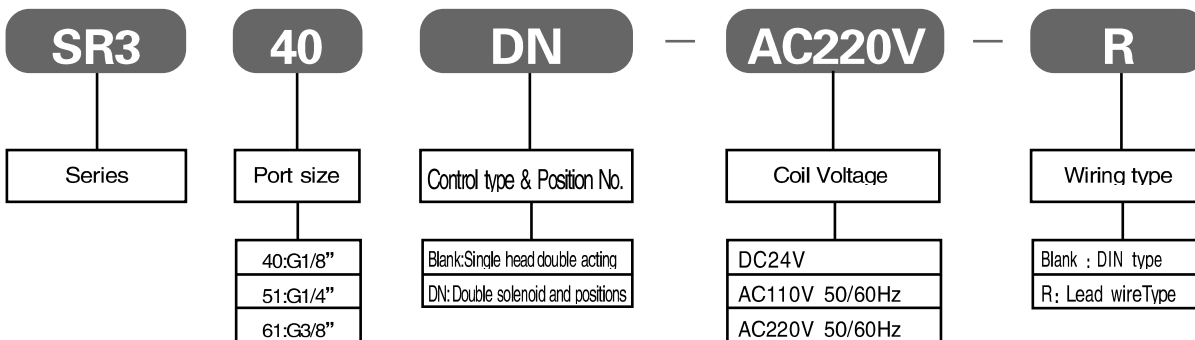 SR3 40 DN – AC220V – R
Series
Port size
Control type & Position No.
Coil Voltage
Wiring type
40:G1/8”
51:G1/4”
61:G3/8”
Blank:Single head double acting
DN:Double solenoid and positions
DC24V
AC110V 50/60Hz
AC220V 50/60Hz
Blank : DIN type
R: Lead wireType